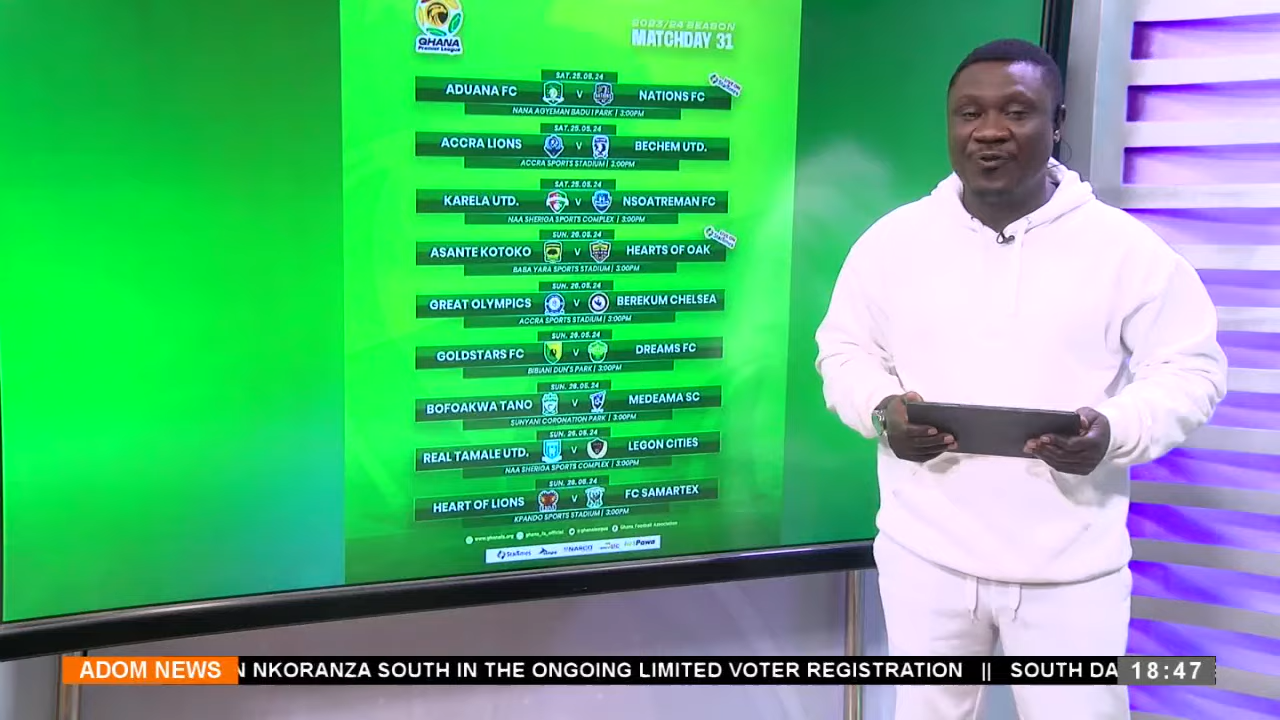 GHANA
Premier League
2023/24 SEASON
MATCHDAY 31
SAT. 25.05.24
ADUANA FC V NATIONS FC
NANA AGYEMAN BADU I PARK | 3:00PM
SAT. 25.05.24
ACCRA LIONS V BECHEM UTD.
ACCRA SPORTS STADIUM | 3:00PM
SAT. 25.05.24
KARELA UTD. V NSOATREMAN FC
NAA SHERIGA SPORTS COMPLEX | 3:00PM
SUN. 26.05.24
ASANTE KOTOKO V HEARTS OF OAK
BABA YARA SPORTS STADIUM | 3:00PM
SUN. 26.05.24
GREAT OLYMPICS V BEREKUM CHELSEA
ACCRA SPORTS STADIUM | 3:00PM
SUN. 26.05.24
GOLDSTARS FC V DREAMS FC
BIBIANI DUN'S PARK | 3:00PM
SUN. 26.05.24
BOFOAKWA TANO V MEDEAMA SC
SUNYANI CORONATION PARK | 3:00PM
SUN. 26.05.24
REAL TAMALE UTD. V LEGON CITIES
NAA SHERIGA SPORTS COMPLEX | 3:00PM
SUN. 26.05.24
HEART OF LIONS V FC SAMARTEX
KPANDO SPORTS STADIUM | 3:00PM
www.ghanafa.org ghana_fa_official @ghanaleague Ghana Football Association
StarTimes
ADOM NEWS N NKORANZA SOUTH IN THE ONGOING LIMITED VOTER REGISTRATION || SOUTH DA 18:47